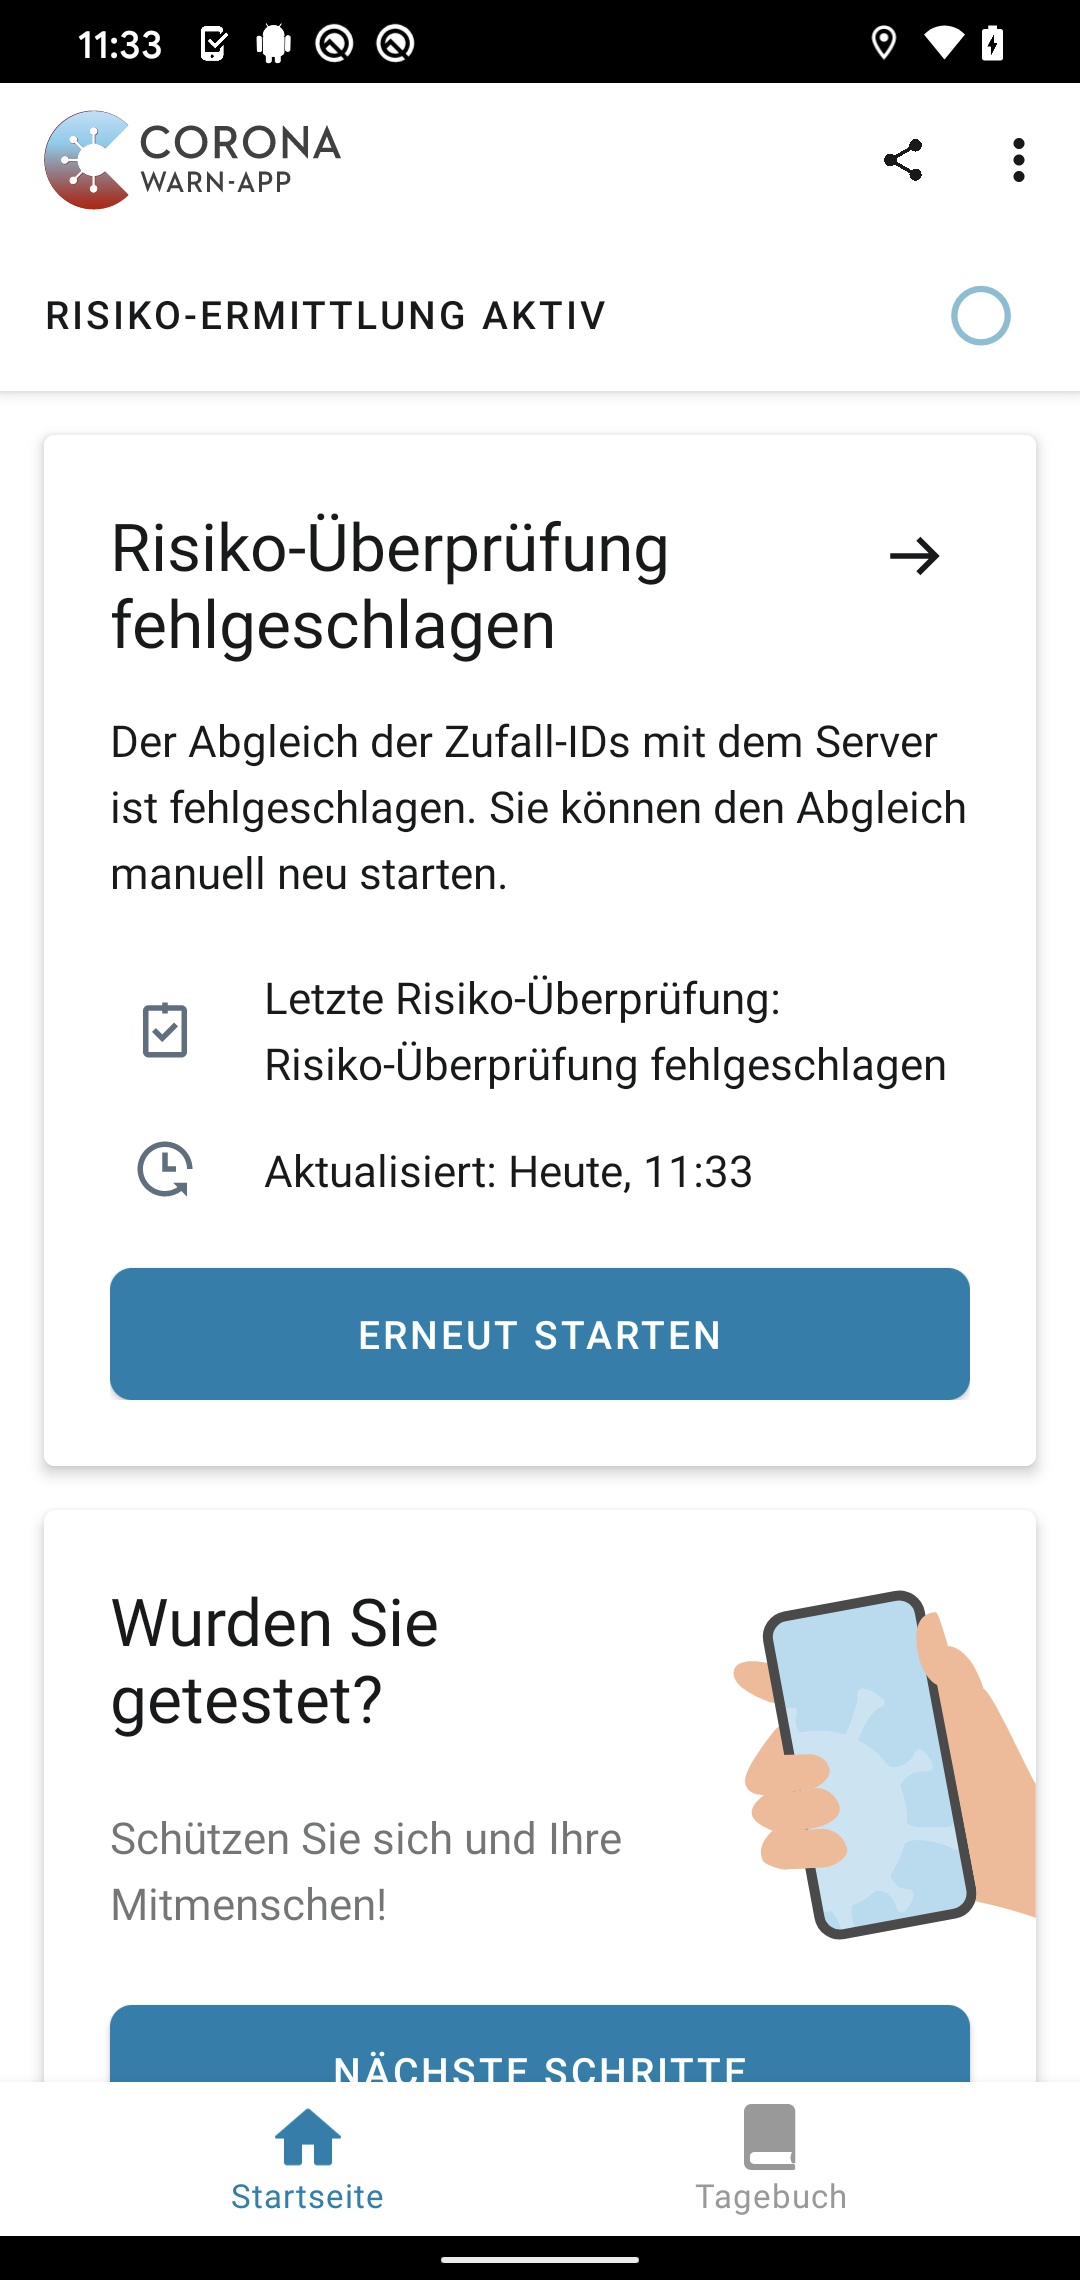 11:33
CORONA
WARN-APP
RISIKO-ERMITTLUNG AKTIV
Risiko-Überprüfung
fehlgeschlagen
Der Abgleich der Zufall-IDs mit dem Server
ist fehlgeschlagen. Sie können den Abgleich
manuell neu starten.
Letzte Risiko-Überprüfung:
Risiko-Überprüfung fehlgeschlagen
Aktualisiert: Heute, 11:33
ERNEUT STARTEN
Wurden Sie
getestet?
Schützen Sie sich und Ihre
Mitmenschen!
NÄCHSTE SCHRITTE
Startseite
Tagebuch